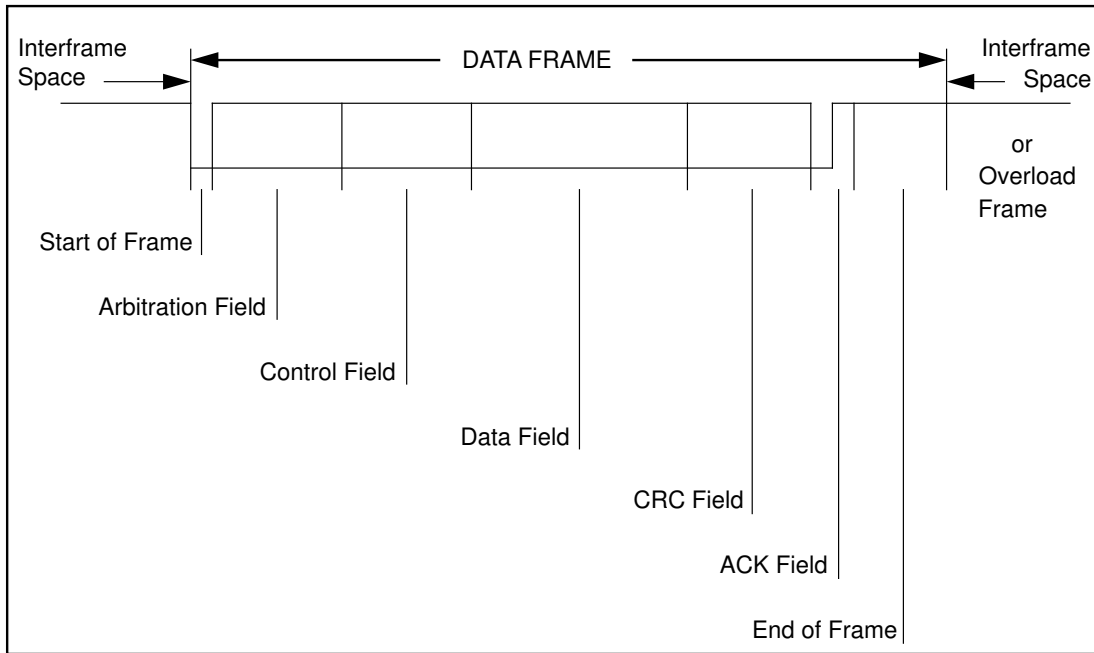 Interframe
Space
DATA FRAME
Interframe
Space
or
Overload
Frame
Start of Frame
Arbitration Field
Control Field
Data Field
CRC Field
ACK Field
End of Frame